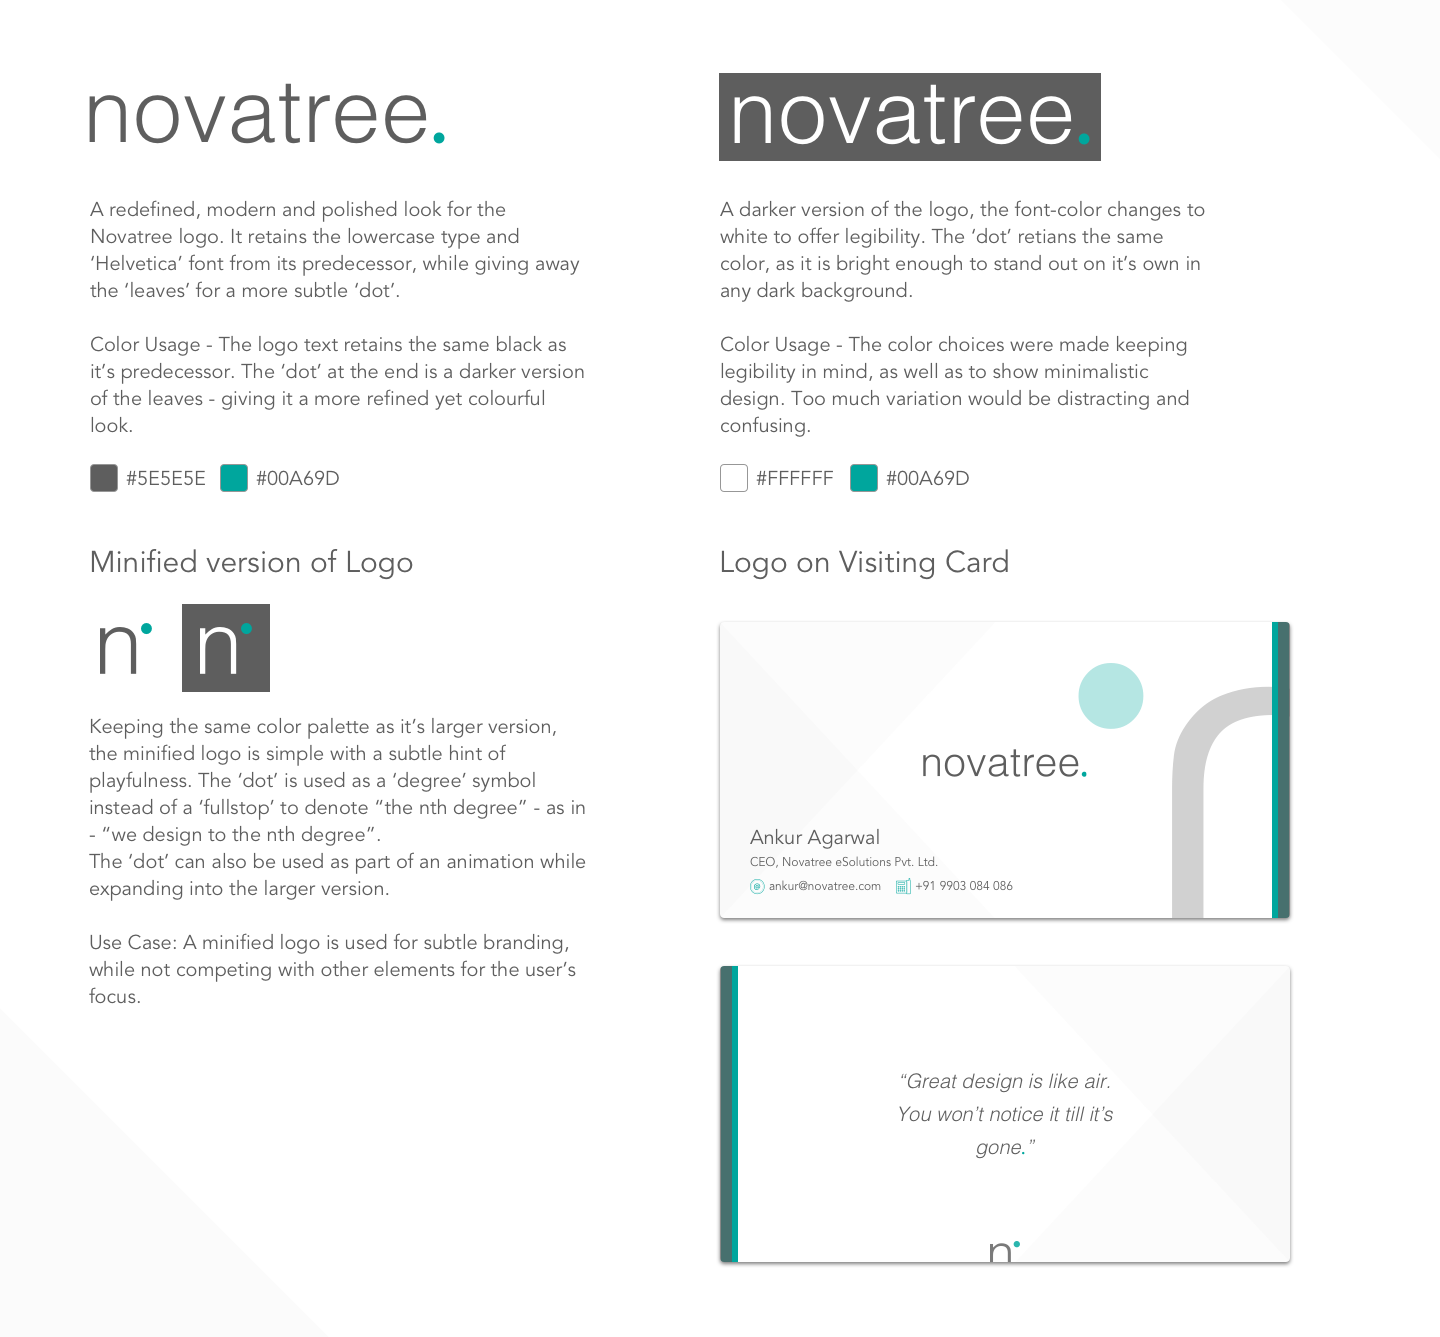 novatree.
A redefined, modern and polished look for the
Novatree logo. It retains the lowercase type and
‘Helvetica’ font from its predecessor, while giving away
the ‘leaves’ for a more subtle ‘dot’.
Color Usage - The logo text retains the same black as
it’s predecessor. The ‘dot’ at the end is a darker version
of the leaves - giving it a more refined yet colourful
look.
#5E5E5E #00A69D
novatree.
A darker version of the logo, the font-color changes to
white to offer legibility. The ‘dot’ retians the same
color, as it is bright enough to stand out on it’s own in
any dark background.
Color Usage - The color choices were made keeping
legibility in mind, as well as to show minimalistic
design. Too much variation would be distracting and
confusing.
#FFFFFF #00A69D
Minified version of Logo
n n
Keeping the same color palette as it’s larger version,
the minified logo is simple with a subtle hint of
playfulness. The ‘dot’ is used as a ‘degree’ symbol
instead of a ‘fullstop’ to denote “the nth degree” - as in
- “we design to the nth degree”.
The ‘dot’ can also be used as part of an animation while
expanding into the larger version.
Use Case: A minified logo is used for subtle branding,
while not competing with other elements for the user’s
focus.
Logo on Visiting Card
novatree.
Ankur Agarwal
CEO, Novatree eSolutions Pvt. Ltd.
@ ankur@novatree.com +91 9903 084 086
“Great design is like air.
You won’t notice it till it’s
gone.”
n